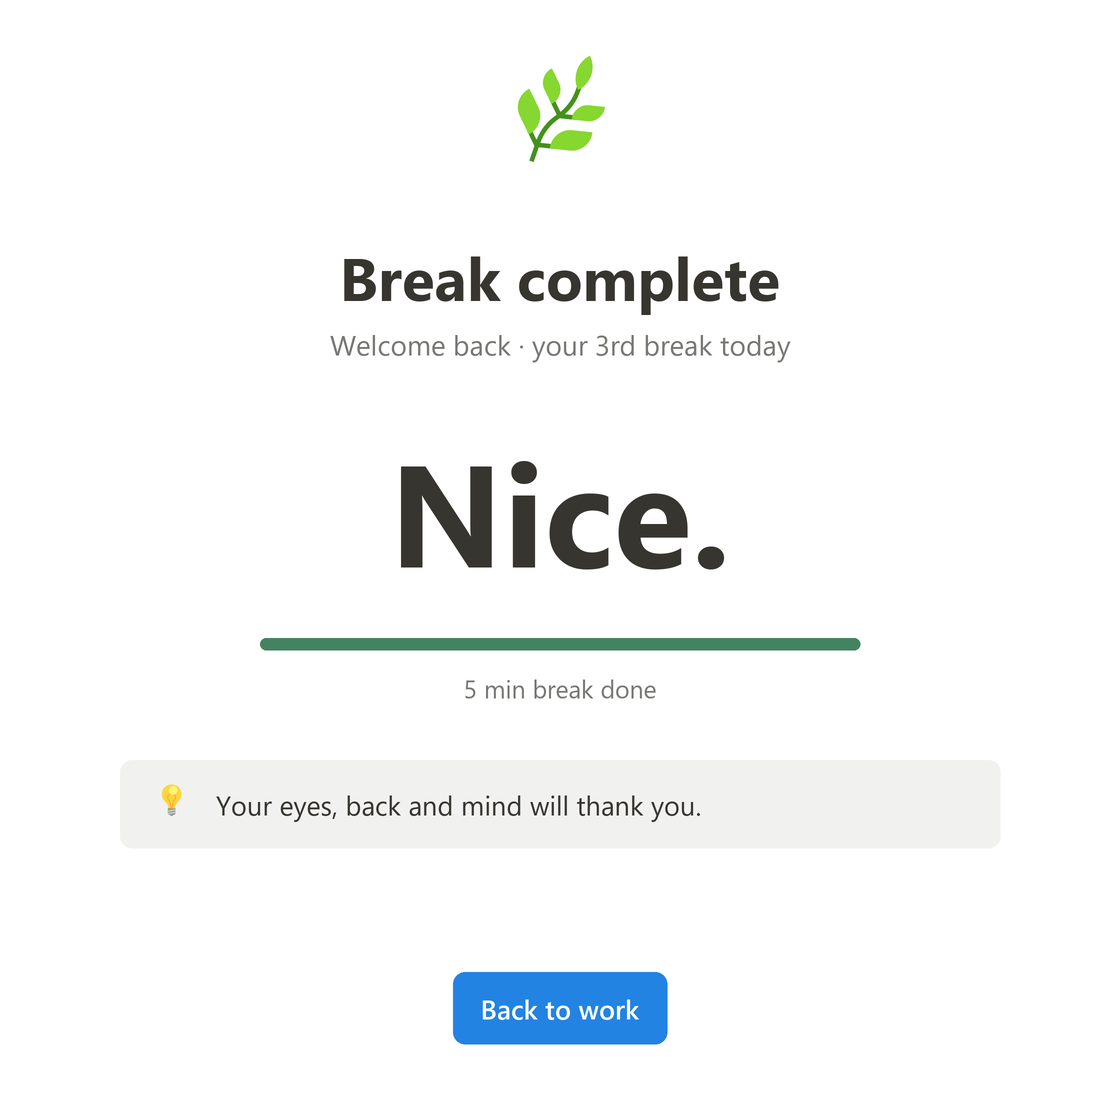 Break complete
Welcome back · your 3rd break today
Nice.
5 min break done
Your eyes, back and mind will thank you.
Back to work